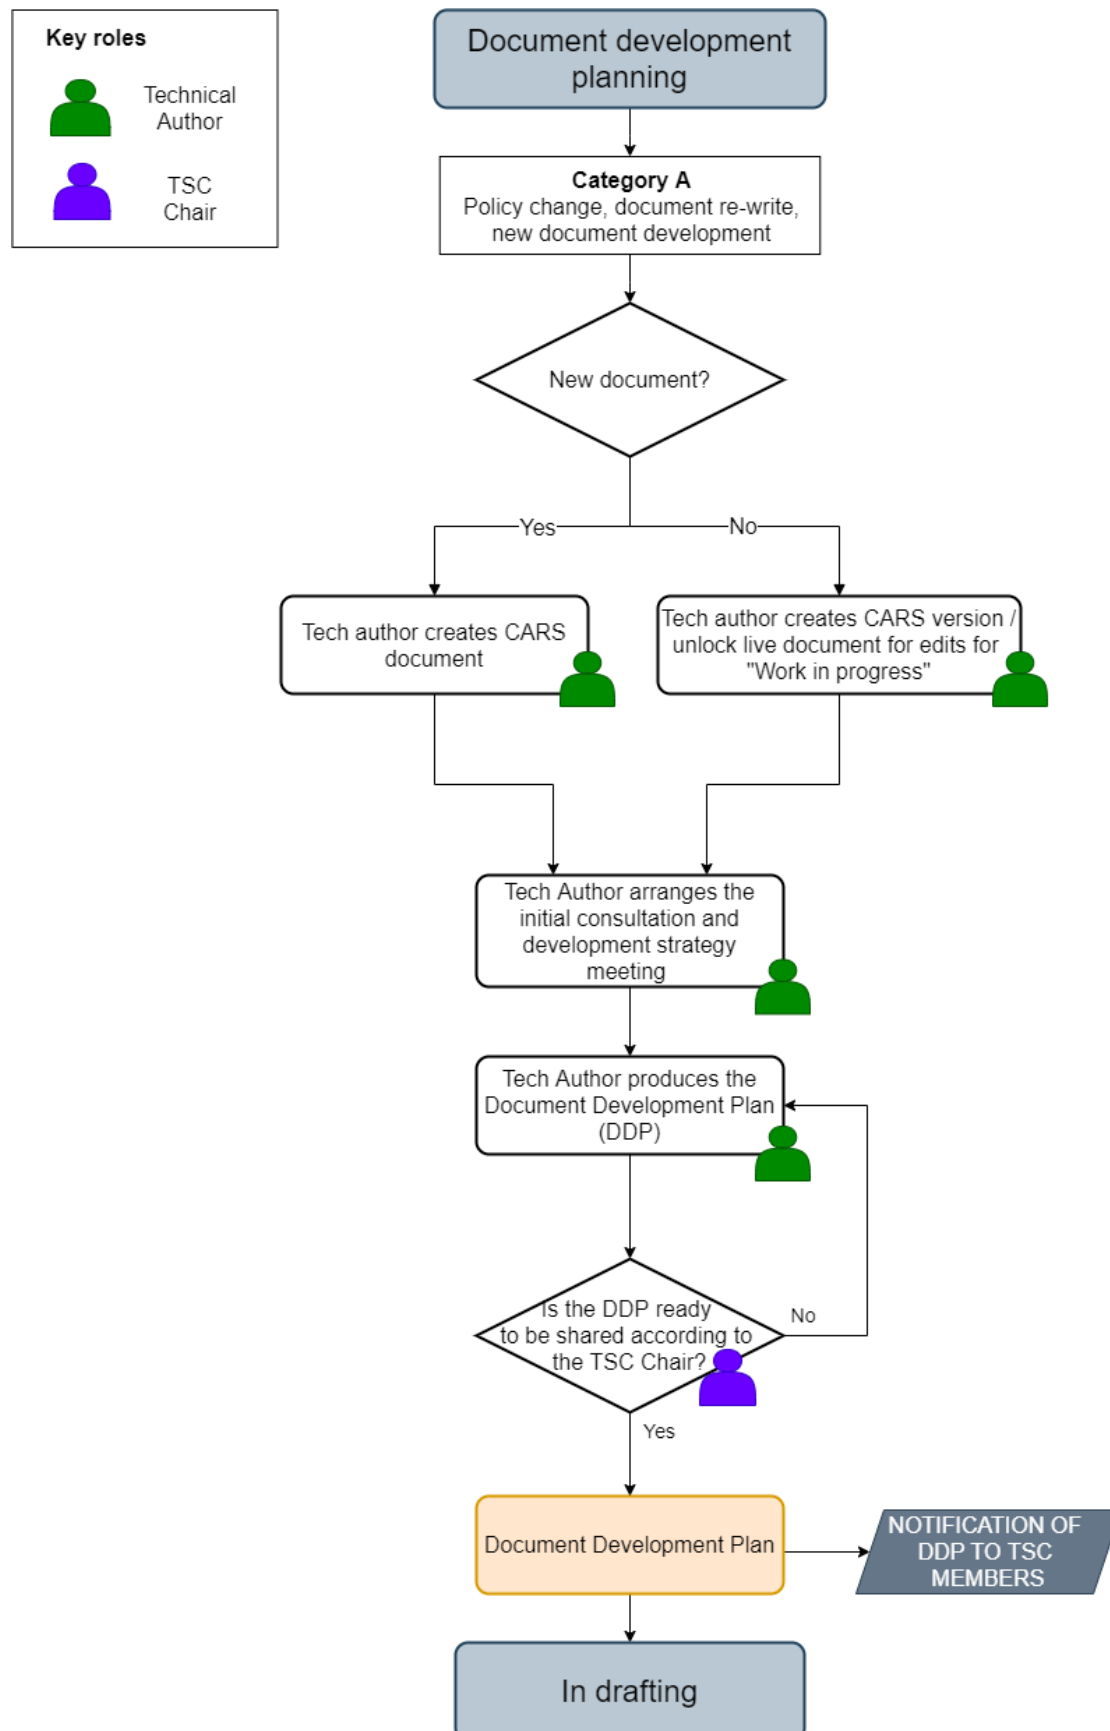 Key roles
Technical
Author
TSC
Chair
Document development
planning
Category A
Policy change, document re-write,
new document development
New document?
Yes
No
Tech author creates CARS
document
Tech author creates CARS version /
unlock live document for edits for
"Work in progress"
Tech Author arranges the
initial consultation and
development strategy
meeting
Tech Author produces the
Document Development Plan
(DDP)
Is the DDP ready
to be shared according to
the TSC Chair?
No
Yes
Document Development Plan
NOTIFICATION OF
DDP TO TSC
MEMBERS
In drafting